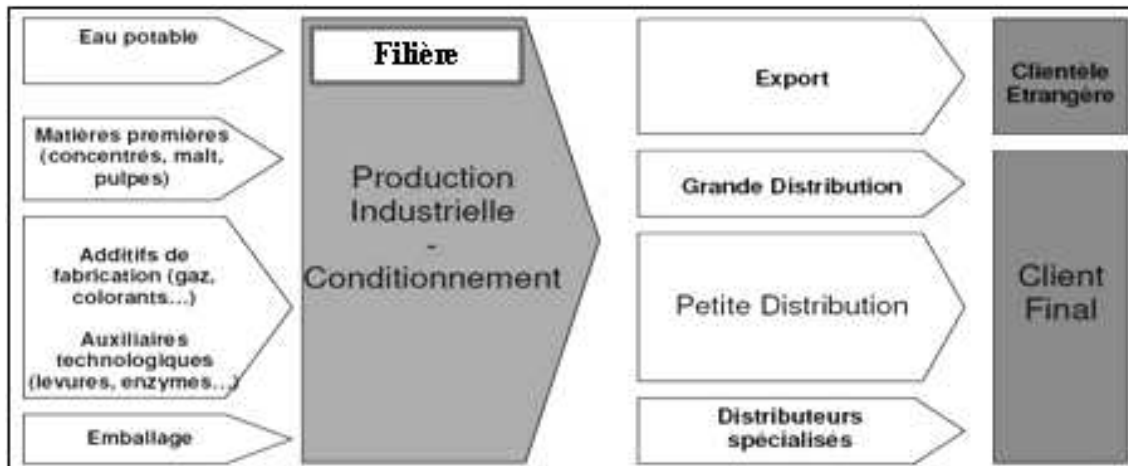 Eau potable
Matières premières
(concentrés, malt,
pulpes)
Additifs de
fabrication (gaz,
colorants...)
Auxiliaires
technologiques
(levures, enzymes...)
Emballage
Filière
Production
Industrielle
-
Conditionnement
Export
Grande Distribution
Petite Distribution
Distributeurs
spécialisés
Clientèle
Etrangère
Client
Final